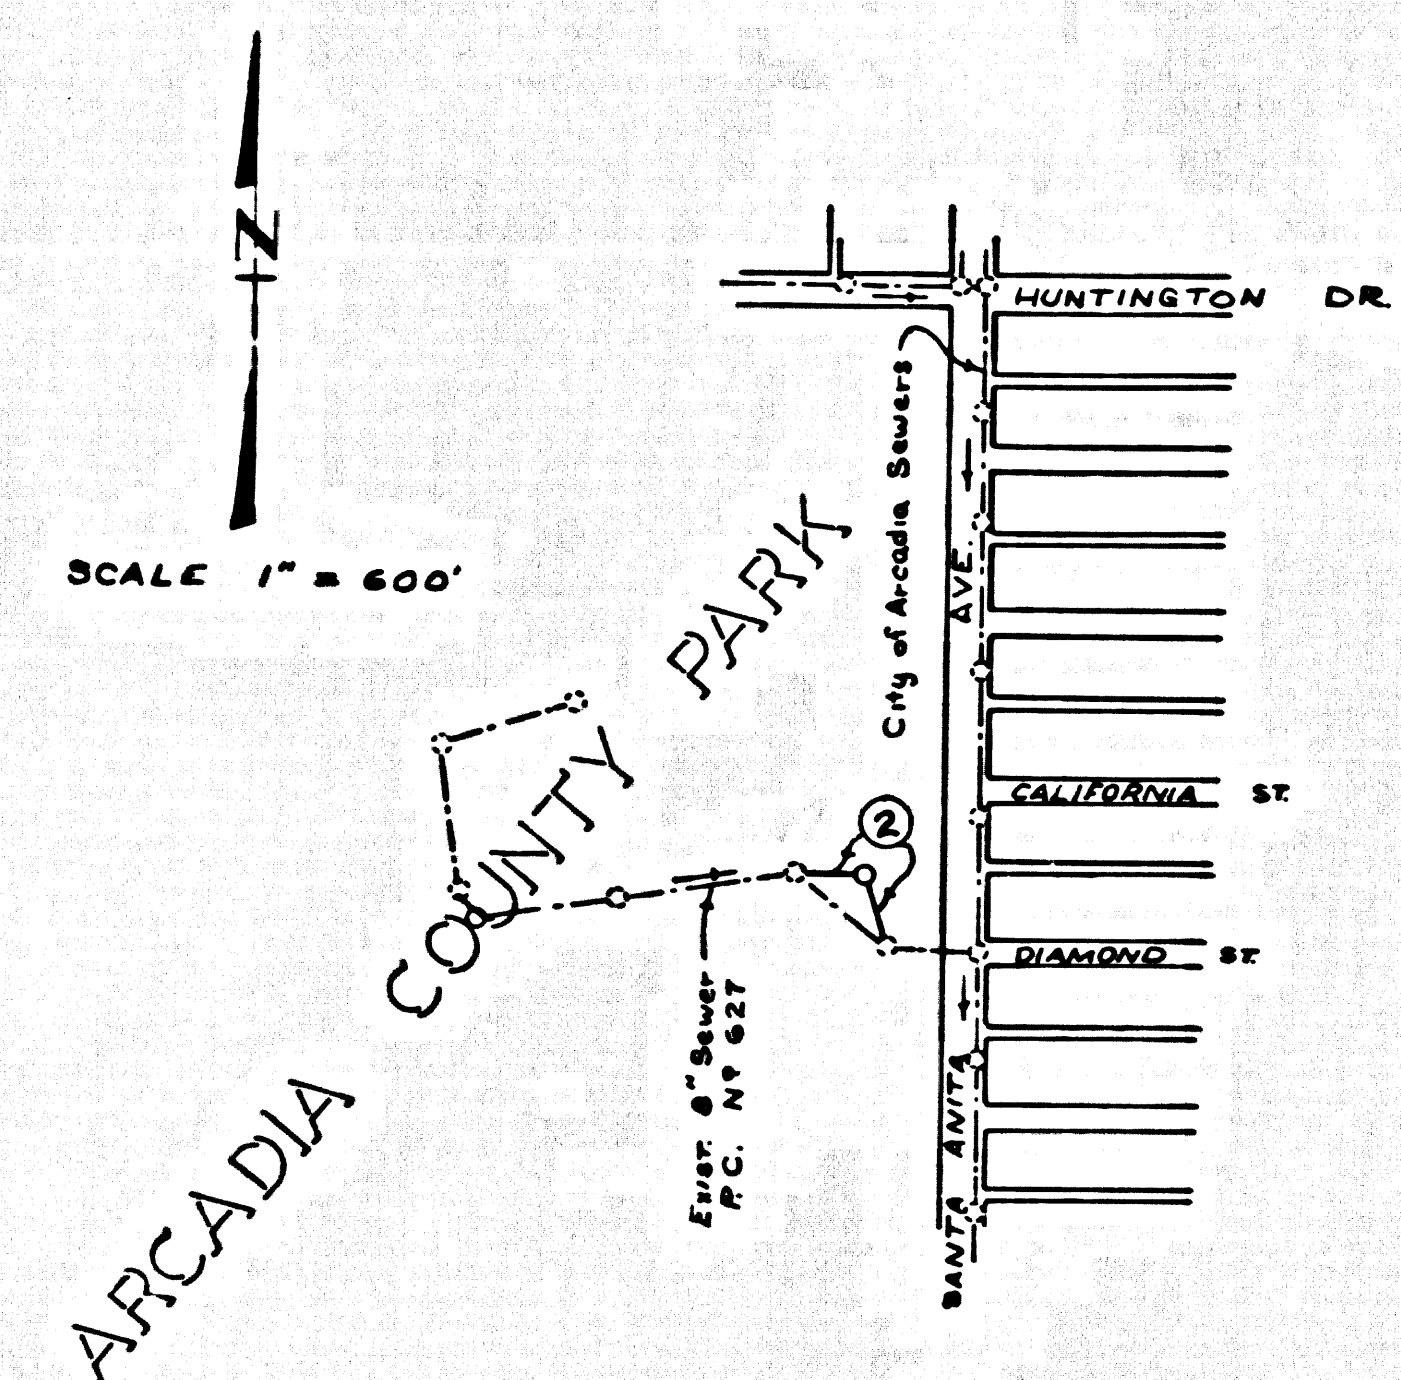 N
SCALE 1" = 600'
HUNTINGTON DR.
City of Arcadia Sewers
SANTA ANITA AVE.
CALIFORNIA ST.
DIAMOND ST.
2
Exist. 8" Sewer
P.C. Nº 627
ARCADIA COUNTY PARK